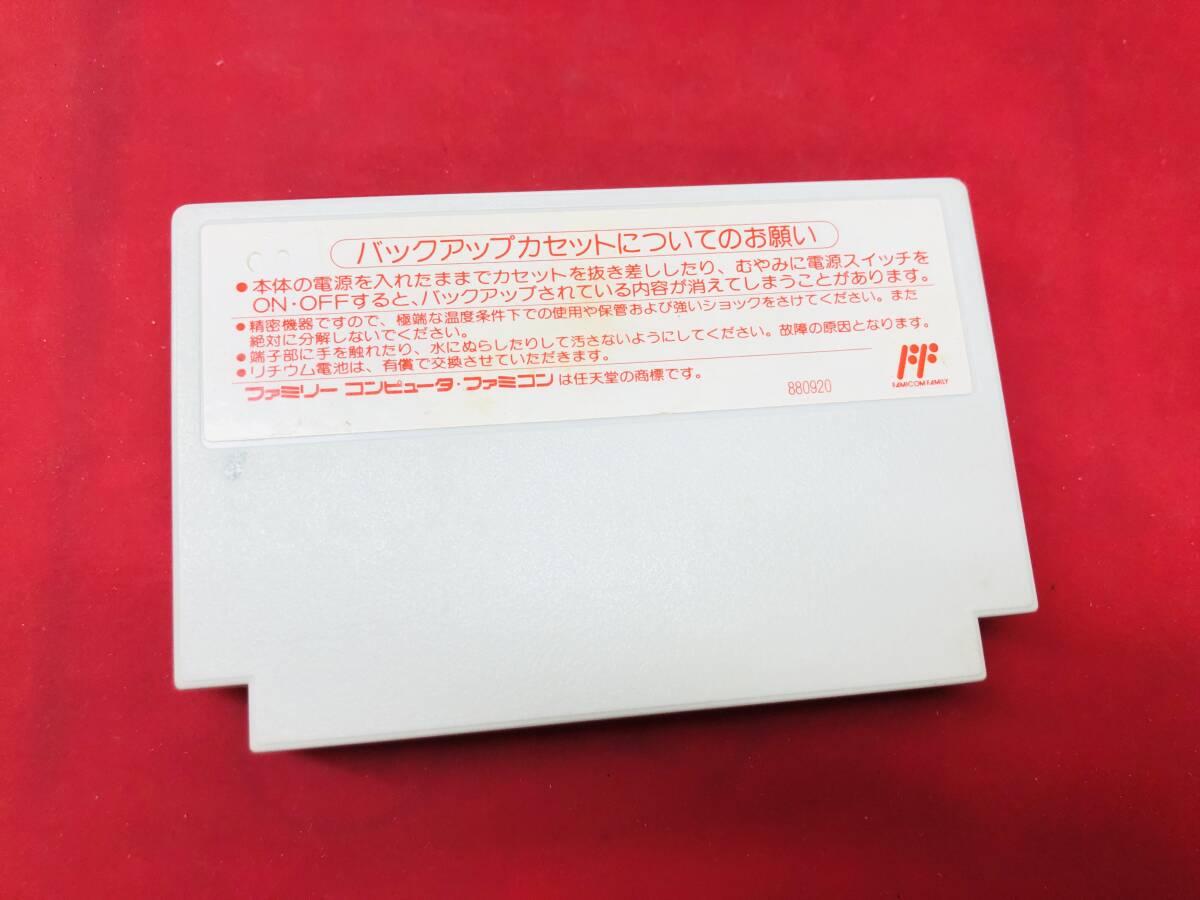 バックアップカセットについてのお願い
●本体の電源を入れたままでカセットを抜き差ししたり、むやみに電源スイッチを
ON・OFFすると、バックアップされている内容が消えてしまうことがあります。
●精密機器ですので、極端な温度条件下での使用や保管および強いショックをさけてください。また
絶対に分解しないでください。
●端子部に手を触れたり、水にぬらしたりして汚さないようにしてください。故障の原因となります。
●リチウム電池は、有償で交換させていただきます。
ファミリー コンピュータ・ファミコンは任天堂の商標です。
880920
FF
FAMICOM FAMILY